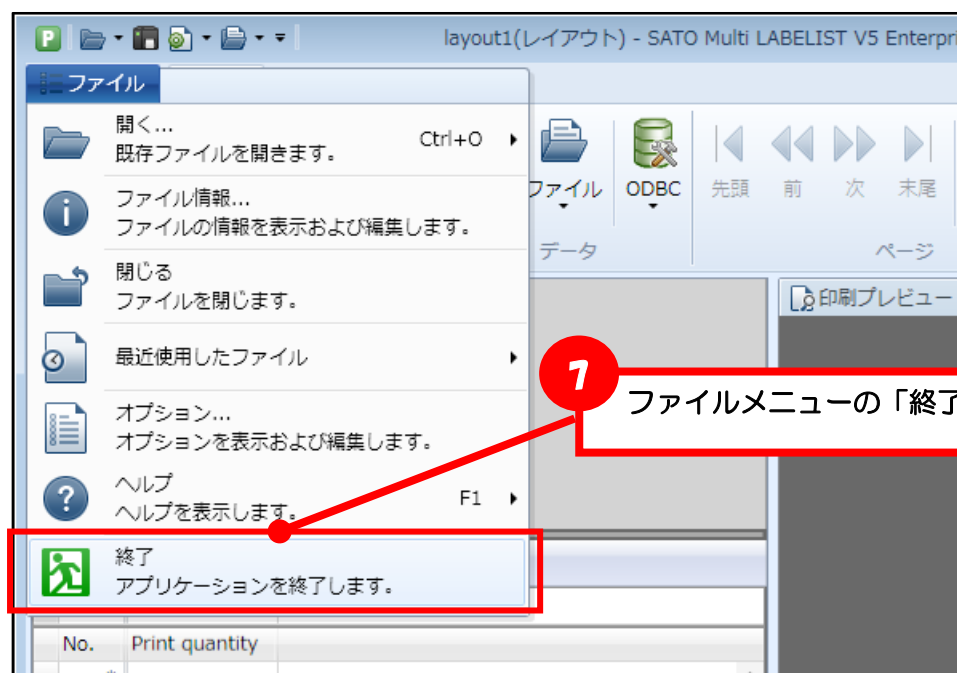 layout1(レイアウト) - SATO Multi LABELIST V5 Enterpri
ファイル
開く... Ctrl+O
既存ファイルを開きます。
ファイル情報...
ファイルの情報を表示および編集します。
閉じる
ファイルを閉じます。
最近使用したファイル
オプション...
オプションを表示および編集します。
ヘルプ F1
ヘルプを表示します。
終了
アプリケーションを終了します。
ファイル ODBC 先頭 前 次 末尾
データ ページ
印刷プレビュー
1
ファイルメニューの「終了
No. Print quantity
*